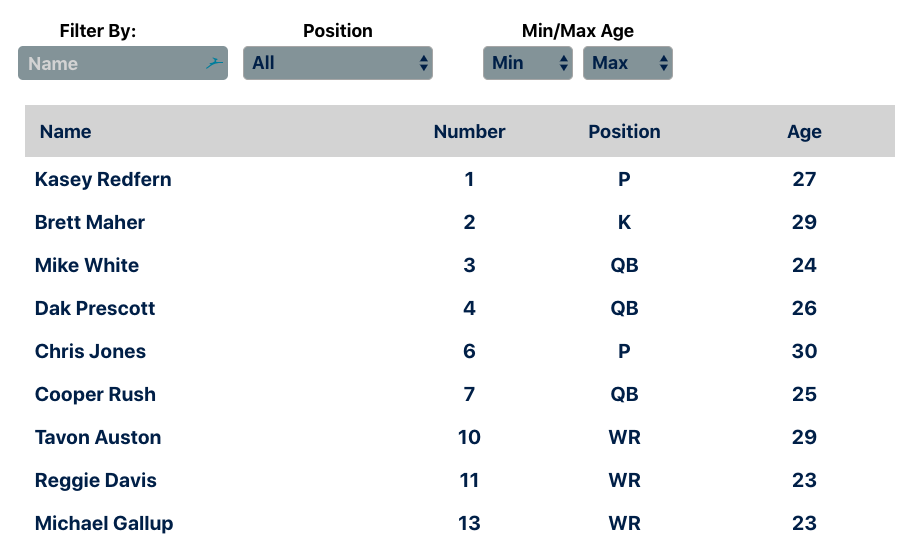 Filter By: Position Min/Max Age
Name All Min Max
Name Number Position Age
Kasey Redfern 1 P 27
Brett Maher 2 K 29
Mike White 3 QB 24
Dak Prescott 4 QB 26
Chris Jones 6 P 30
Cooper Rush 7 QB 25
Tavon Auston 10 WR 29
Reggie Davis 11 WR 23
Michael Gallup 13 WR 23